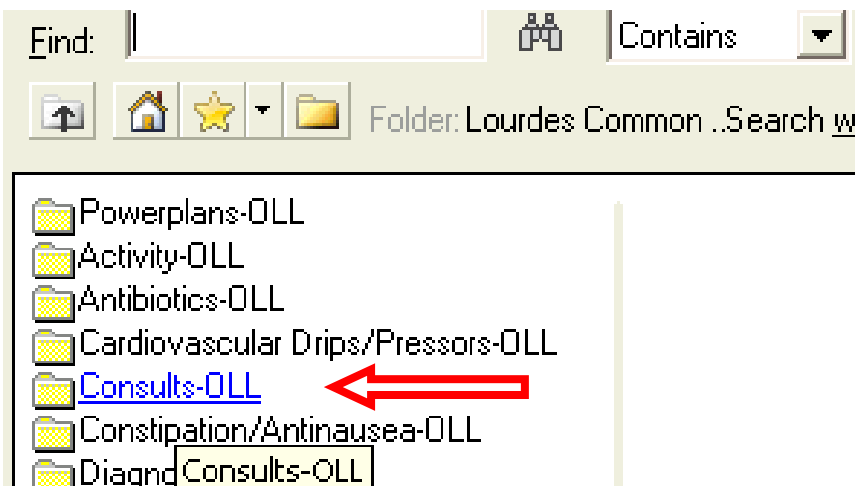 Find: Contains
Folder: Lourdes Common ..Search
Powerplans-OLL
Activity-OLL
Antibiotics-OLL
Cardiovascular Drips/Pressors-OLL
Consults-OLL
Constipation/Antinausea-OLL
Consults-OLL